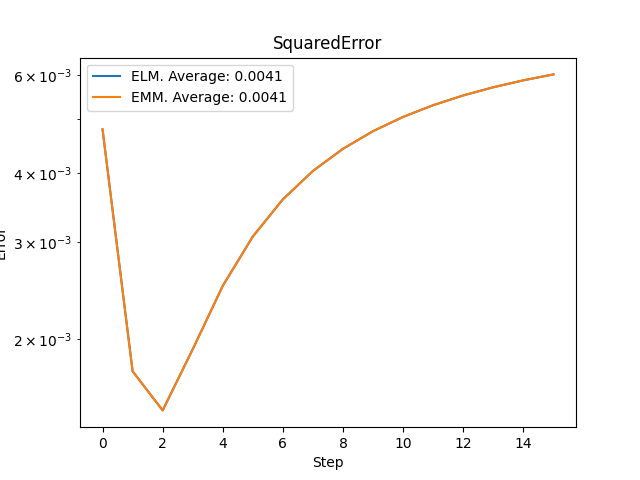 SquaredError
ELM. Average: 0.0041
EMM. Average: 0.0041
6 × 10⁻³
4 × 10⁻³
3 × 10⁻³
2 × 10⁻³
Error
0 2 4 6 8 10 12 14
Step